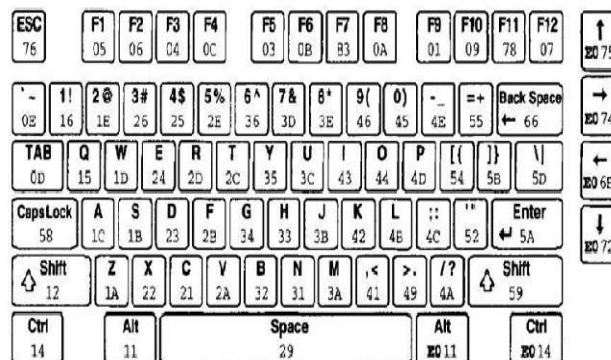 ESC F1 F2 F3 F4 F5 F6 F7 F8 F9 F10 F11 F12 ↑
76 05 06 04 0C 03 0B B3 0A 01 09 78 07 E0 75
`~ 1! 2@ 3# 4$ 5% 6^ 7& 8* 9( 0) -_ =+ Back Space →
0E 16 1E 26 25 2E 36 3D 3E 46 45 4E 55 ← 66 E0 74
TAB Q W E R T Y U I O P [{ ]} \| ←
0D 15 1D 24 2D 2C 35 3C 43 44 4D 54 5B 5D E0 6B
CapsLock A S D F G H J K L ;: '" Enter ↓
58 1C 1B 23 2B 34 33 3B 42 4B 4C 52 ↵ 5A E0 72
⇧ Shift Z X C V B N M ,< >. /? ⇧ Shift
12 1A 22 21 2A 32 31 3A 41 49 4A 59
Ctrl Alt Space Alt Ctrl
14 11 29 E0 11 E0 14